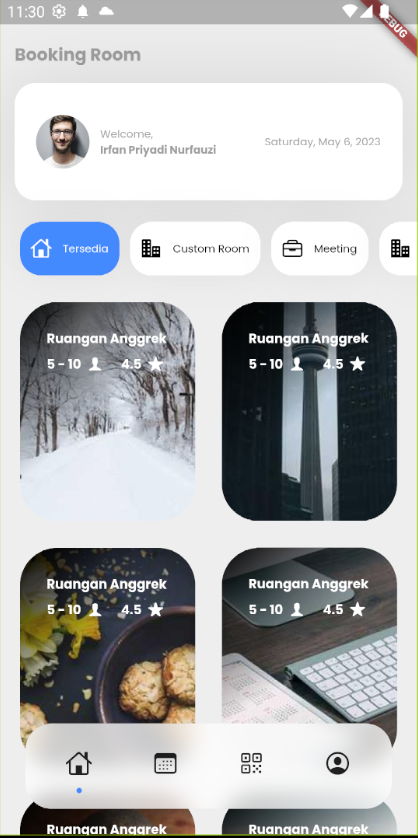 11:30
DEBUG
Booking Room
Welcome,
Irfan Priyadi Nurfauzi
Saturday, May 6, 2023
Tersedia
Custom Room
Meeting
Ruangan Anggrek
5 - 10
4.5
Ruangan Anggrek
5 - 10
4.5
Ruangan Anggrek
5 - 10
4.5
Ruangan Anggrek
5 - 10
4.5
Ruangan Anggrek
Ruangan Anggrek